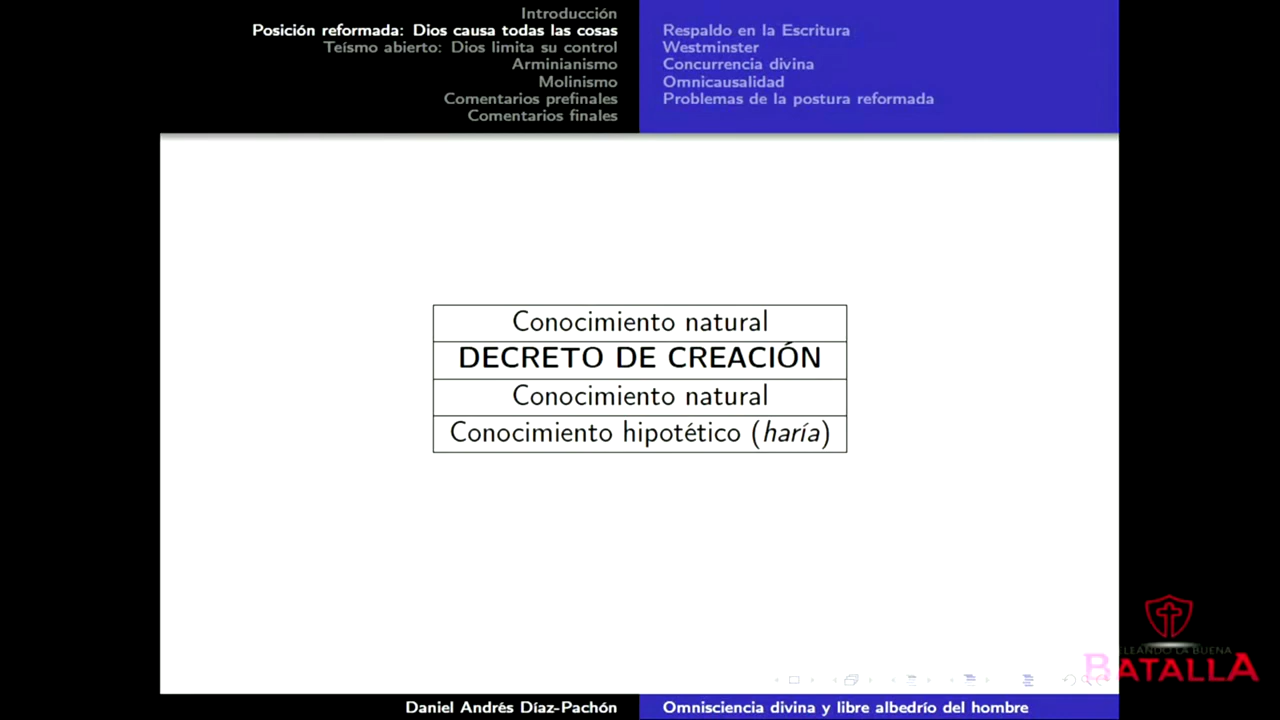 Introducción
Posición reformada: Dios causa todas las cosas
Teísmo abierto: Dios limita su control
Arminianismo
Molinismo
Comentarios prefinales
Comentarios finales
Respaldo en la Escritura
Westminster
Concurrencia divina
Omnicausalidad
Problemas de la postura reformada
Conocimiento natural
DECRETO DE CREACIÓN
Conocimiento natural
Conocimiento hipotético (haría)
LA BUENA
BATALLA
Daniel Andrés Díaz-Pachón
Omnisciencia divina y libre albedrío del hombre